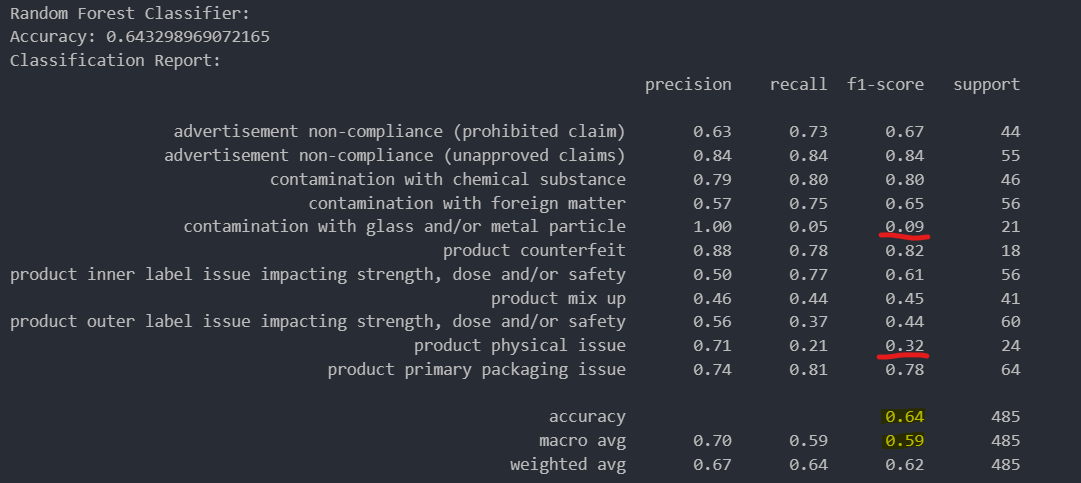 Random Forest Classifier:
Accuracy: 0.643298969072165
Classification Report:
precision recall f1-score support
advertisement non-compliance (prohibited claim) 0.63 0.73 0.67 44
advertisement non-compliance (unapproved claims) 0.84 0.84 0.84 55
contamination with chemical substance 0.79 0.80 0.80 46
contamination with foreign matter 0.57 0.75 0.65 56
contamination with glass and/or metal particle 1.00 0.05 0.09 21
product counterfeit 0.88 0.78 0.82 18
product inner label issue impacting strength, dose and/or safety 0.50 0.77 0.61 56
product mix up 0.46 0.44 0.45 41
product outer label issue impacting strength, dose and/or safety 0.56 0.37 0.44 60
product physical issue 0.71 0.21 0.32 24
product primary packaging issue 0.74 0.81 0.78 64
accuracy 0.64 485
macro avg 0.70 0.59 0.59 485
weighted avg 0.67 0.64 0.62 485